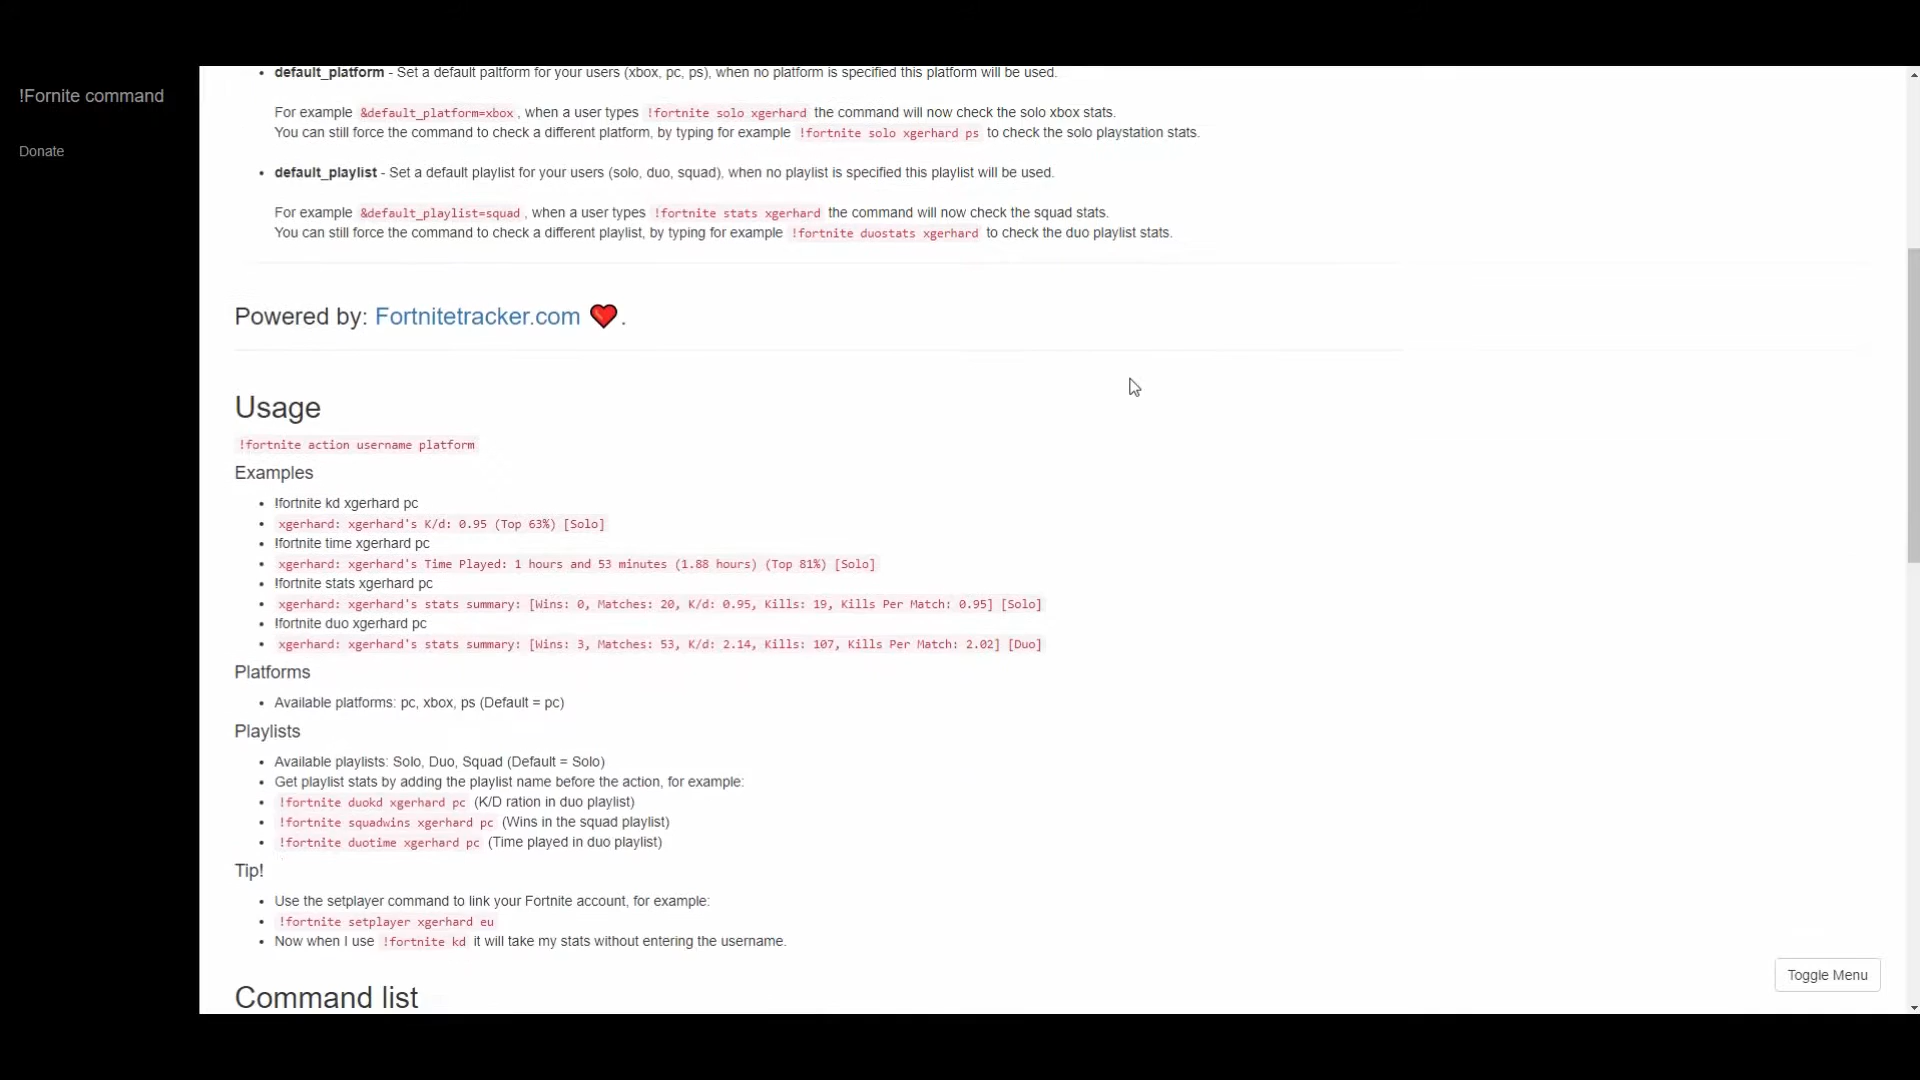 !Fornite command
Donate
default_platform - Set a default paltform for your users (xbox, pc, ps), when no platform is specified this platform will be used.
For example &default_platform=xbox, when a user types !fortnite solo xgerhard the command will now check the solo xbox stats.
You can still force the command to check a different platform, by typing for example !fortnite solo xgerhard ps to check the solo playstation stats.
default_playlist - Set a default playlist for your users (solo, duo, squad), when no playlist is specified this playlist will be used.
For example &default_playlist=squad, when a user types !fortnite stats xgerhard the command will now check the squad stats.
You can still force the command to check a different playlist, by typing for example !fortnite duostats xgerhard to check the duo playlist stats.
Powered by: Fortnitetracker.com ❤.
Usage
!fortnite action username platform
Examples
!fortnite kd xgerhard pc
xgerhard: xgerhard's K/d: 0.95 (Top 63%) [Solo]
!fortnite time xgerhard pc
xgerhard: xgerhard's Time Played: 1 hours and 53 minutes (1.88 hours) (Top 81%) [Solo]
!fortnite stats xgerhard pc
xgerhard: xgerhard's stats summary: [Wins: 0, Matches: 20, K/d: 0.95, Kills: 19, Kills Per Match: 0.95] [Solo]
!fortnite duo xgerhard pc
xgerhard: xgerhard's stats summary: [Wins: 3, Matches: 53, K/d: 2.14, Kills: 107, Kills Per Match: 2.02] [Duo]
Platforms
Available platforms: pc, xbox, ps (Default = pc)
Playlists
Available playlists: Solo, Duo, Squad (Default = Solo)
Get playlist stats by adding the playlist name before the action, for example:
!fortnite duokd xgerhard pc (K/D ration in duo playlist)
!fortnite squadwins xgerhard pc (Wins in the squad playlist)
!fortnite duotime xgerhard pc (Time played in duo playlist)
Tip!
Use the setplayer command to link your Fortnite account, for example:
!fortnite setplayer xgerhard eu
Now when I use !fortnite kd it will take my stats without entering the username.
Toggle Menu
Command list